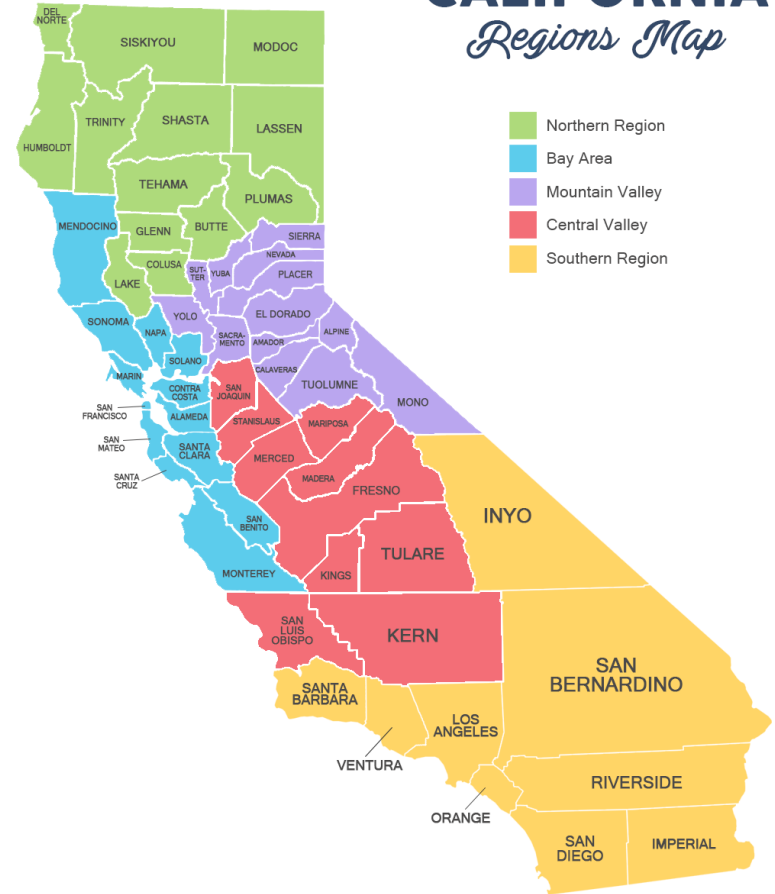 CALIFORNIA
Regions Map
Northern Region
Bay Area
Mountain Valley
Central Valley
Southern Region
DEL
NORTE
SISKIYOU
MODOC
HUMBOLDT
TRINITY
SHASTA
LASSEN
TEHAMA
PLUMAS
MENDOCINO
GLENN
BUTTE
SIERRA
NEVADA
COLUSA
SUT-
TER
YUBA
PLACER
LAKE
SONOMA
NAPA
YOLO
EL DORADO
SACRA-
MENTO
AMADOR
ALPINE
SOLANO
MARIN
CALAVERAS
TUOLUMNE
MONO
CONTRA
COSTA
SAN
JOAQUIN
SAN
FRANCISCO
ALAMEDA
STANISLAUS
MARIPOSA
SAN
MATEO
SANTA
CLARA
MERCED
MADERA
FRESNO
SANTA
CRUZ
SAN
BENITO
INYO
MONTEREY
KINGS
TULARE
SAN
LUIS
OBISPO
KERN
SAN
BERNARDINO
SANTA
BARBARA
VENTURA
LOS
ANGELES
ORANGE
RIVERSIDE
SAN
DIEGO
IMPERIAL